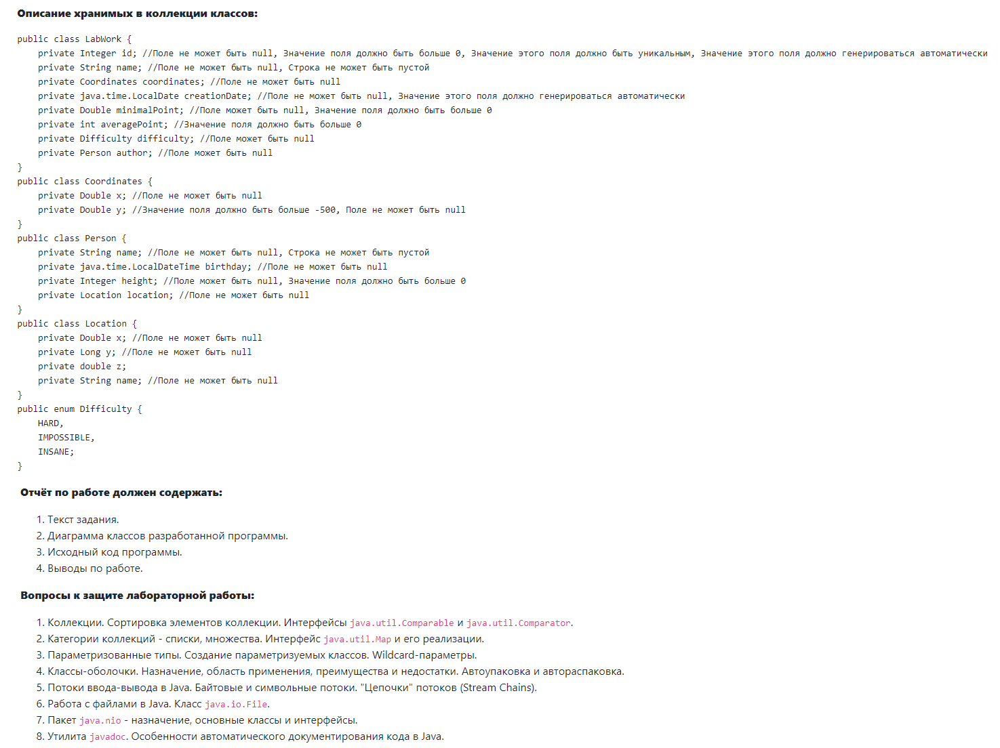 Описание хранимых в коллекции классов:
public class LabWork {
    private Integer id; //Поле не может быть null, Значение поля должно быть больше 0, Значение этого поля должно быть уникальным, Значение этого поля должно генерироваться автоматически
    private String name; //Поле не может быть null, Строка не может быть пустой
    private Coordinates coordinates; //Поле не может быть null
    private java.time.LocalDate creationDate; //Поле не может быть null, Значение этого поля должно генерироваться автоматически
    private Double minimalPoint; //Поле может быть null, Значение поля должно быть больше 0
    private int averagePoint; //Значение поля должно быть больше 0
    private Difficulty difficulty; //Поле может быть null
    private Person author; //Поле может быть null
}
public class Coordinates {
    private Double x; //Поле не может быть null
    private Double y; //Значение поля должно быть больше -500, Поле не может быть null
}
public class Person {
    private String name; //Поле не может быть null, Строка не может быть пустой
    private java.time.LocalDateTime birthday; //Поле не может быть null
    private Integer height; //Поле может быть null, Значение поля должно быть больше 0
    private Location location; //Поле не может быть null
}
public class Location {
    private Double x; //Поле не может быть null
    private Long y; //Поле не может быть null
    private double z;
    private String name; //Поле не может быть null
}
public enum Difficulty {
    HARD,
    IMPOSSIBLE,
    INSANE;
}
Отчёт по работе должен содержать:
1. Текст задания.
2. Диаграмма классов разработанной программы.
3. Исходный код программы.
4. Выводы по работе.
Вопросы к защите лабораторной работы:
1. Коллекции. Сортировка элементов коллекции. Интерфейсы java.util.Comparable и java.util.Comparator.
2. Категории коллекций - списки, множества. Интерфейс java.util.Map и его реализации.
3. Параметризованные типы. Создание параметризуемых классов. Wildcard-параметры.
4. Классы-оболочки. Назначение, область применения, преимущества и недостатки. Автоупаковка и автораспаковка.
5. Потоки ввода-вывода в Java. Байтовые и символьные потоки. "Цепочки" потоков (Stream Chains).
6. Работа с файлами в Java. Класс java.io.File.
7. Пакет java.nio - назначение, основные классы и интерфейсы.
8. Утилита javadoc. Особенности автоматического документирования кода в Java.